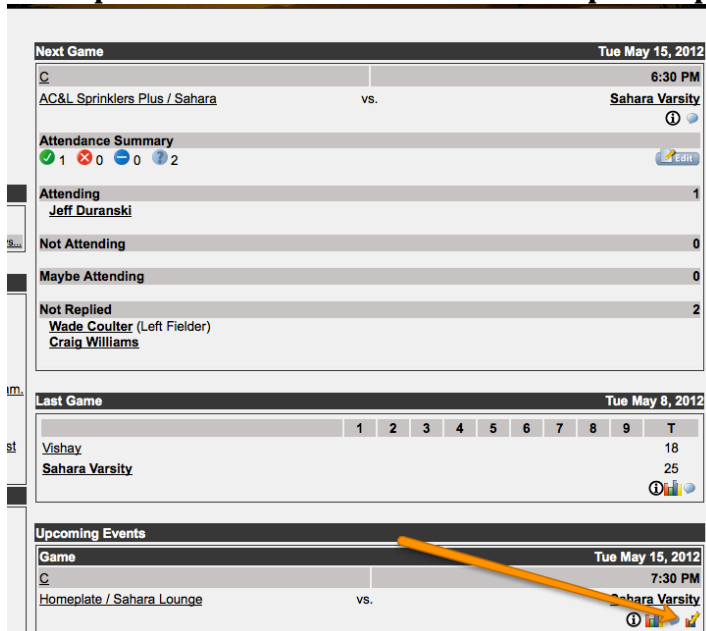 Next Game Tue May 15, 2012
C 6:30 PM
AC&L Sprinklers Plus / Sahara vs. Sahara Varsity
Attendance Summary
1 0 0 2 Edit
Attending 1
Jeff Duranski
Not Attending 0
Maybe Attending 0
Not Replied 2
Wade Coulter (Left Fielder)
Craig Williams
Last Game Tue May 8, 2012
1 2 3 4 5 6 7 8 9 T
Vishay 18
Sahara Varsity 25
Upcoming Events
Game Tue May 15, 2012
C 7:30 PM
Homeplate / Sahara Lounge vs. Sahara Varsity